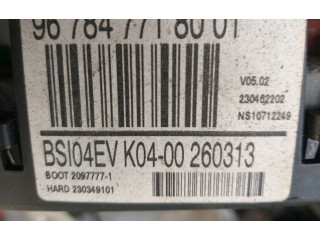 96 784 771 80 01
V05.02
230462202
NS10712249
BSI04EV K04-00 260313
BOOT 2097777-1
HARD 230349101